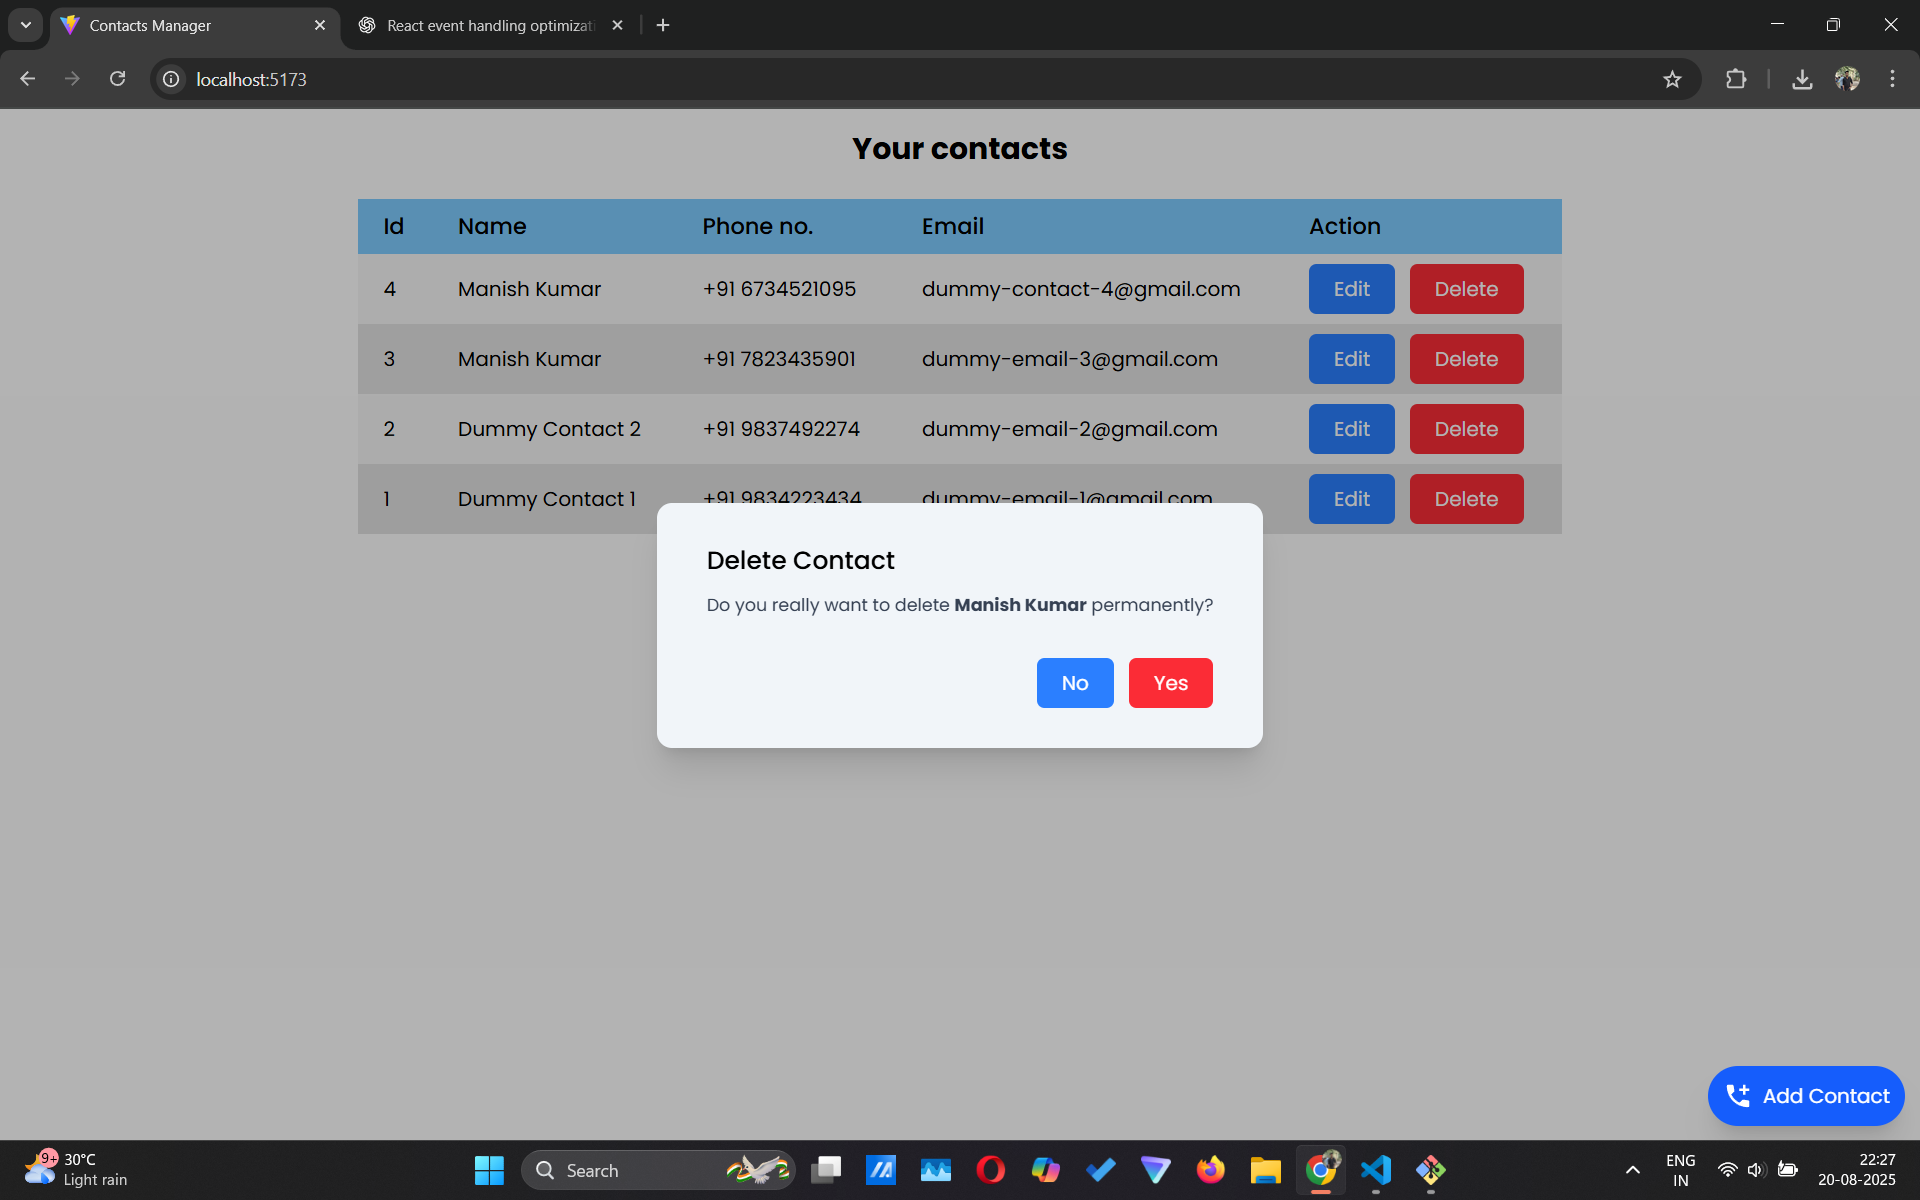 Contacts Manager
React event handling optimizati
localhost:5173
Your contacts
Id Name Phone no. Email Action
4 Manish Kumar +91 6734521095 dummy-contact-4@gmail.com Edit Delete
3 Manish Kumar +91 7823435901 dummy-email-3@gmail.com Edit Delete
2 Dummy Contact 2 +91 9837492274 dummy-email-2@gmail.com Edit Delete
1 Dummy Contact 1 +91 9834223434 dummy-email-1@gmail.com Edit Delete
Delete Contact
Do you really want to delete Manish Kumar permanently?
No Yes
Add Contact
9+ 30°C
Light rain
Search
ENG
IN
22:27
20-08-2025